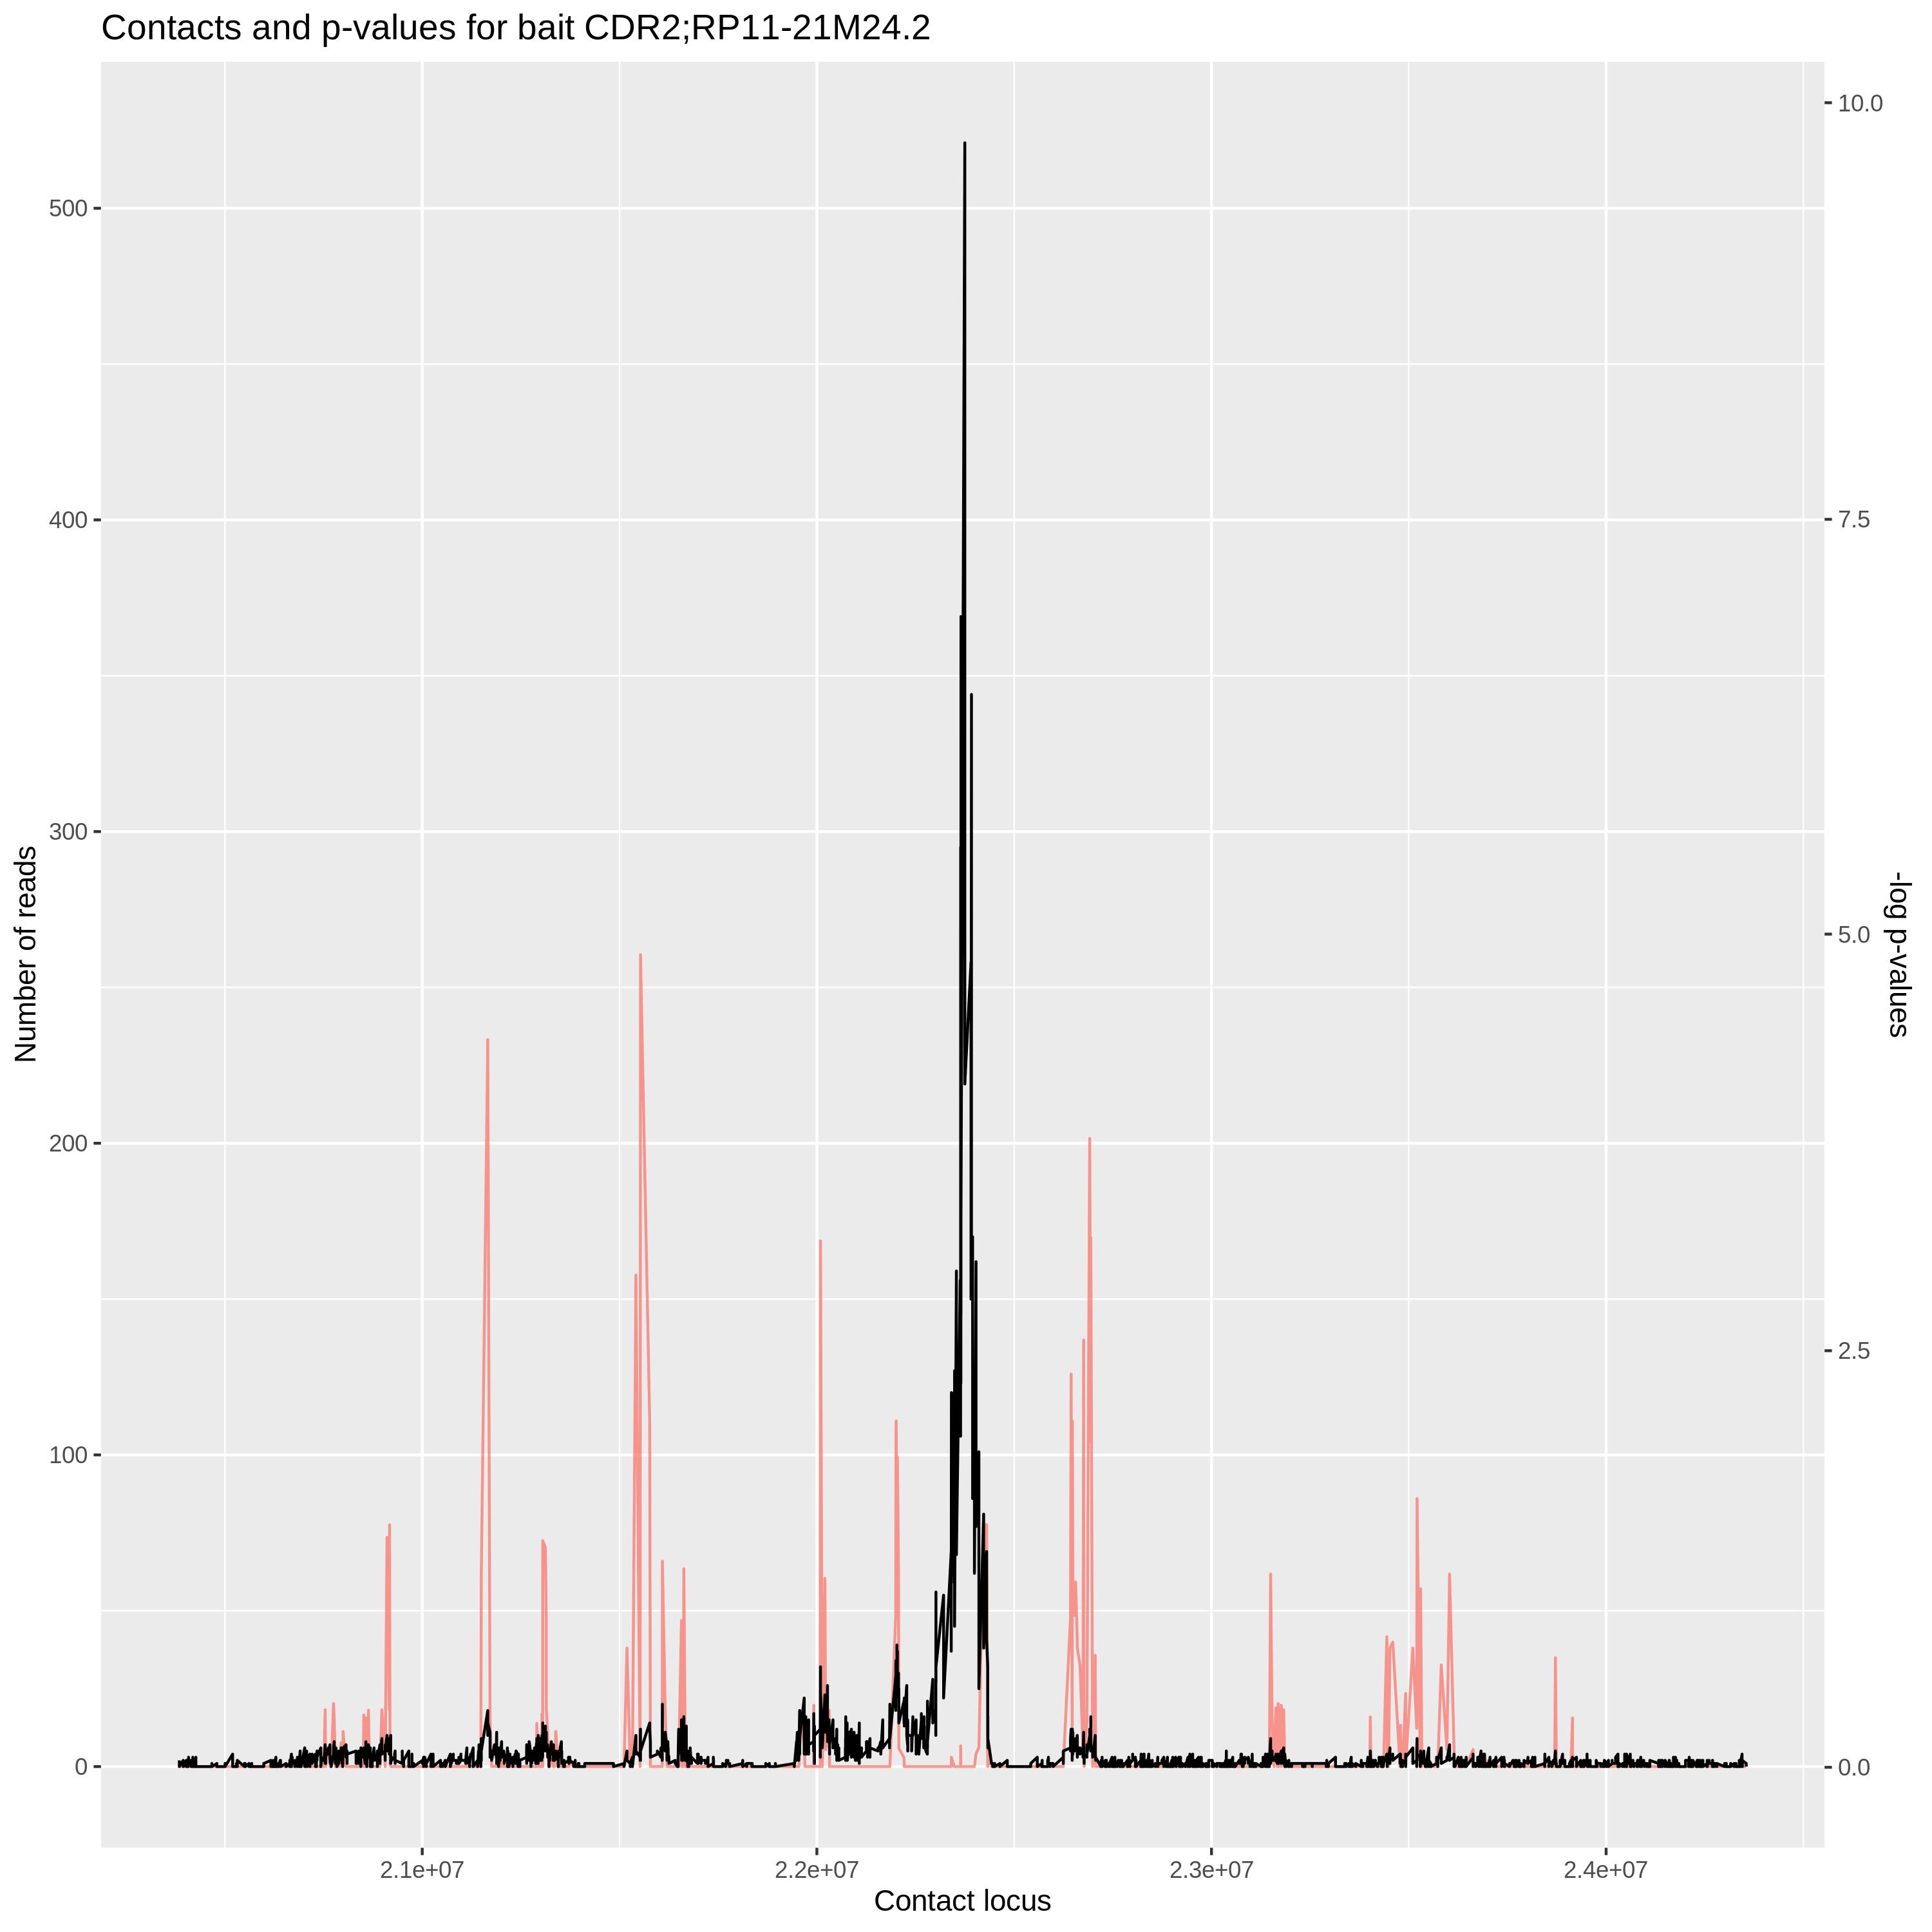 Contacts and p-values for bait CDR2;RP11-21M24.2
10.0
500
400
7.5
300
5.0
200
2.5
100
0
0.0
Number of reads
-log p-values
2.1e+07
2.2e+07
2.3e+07
2.4e+07
Contact locus